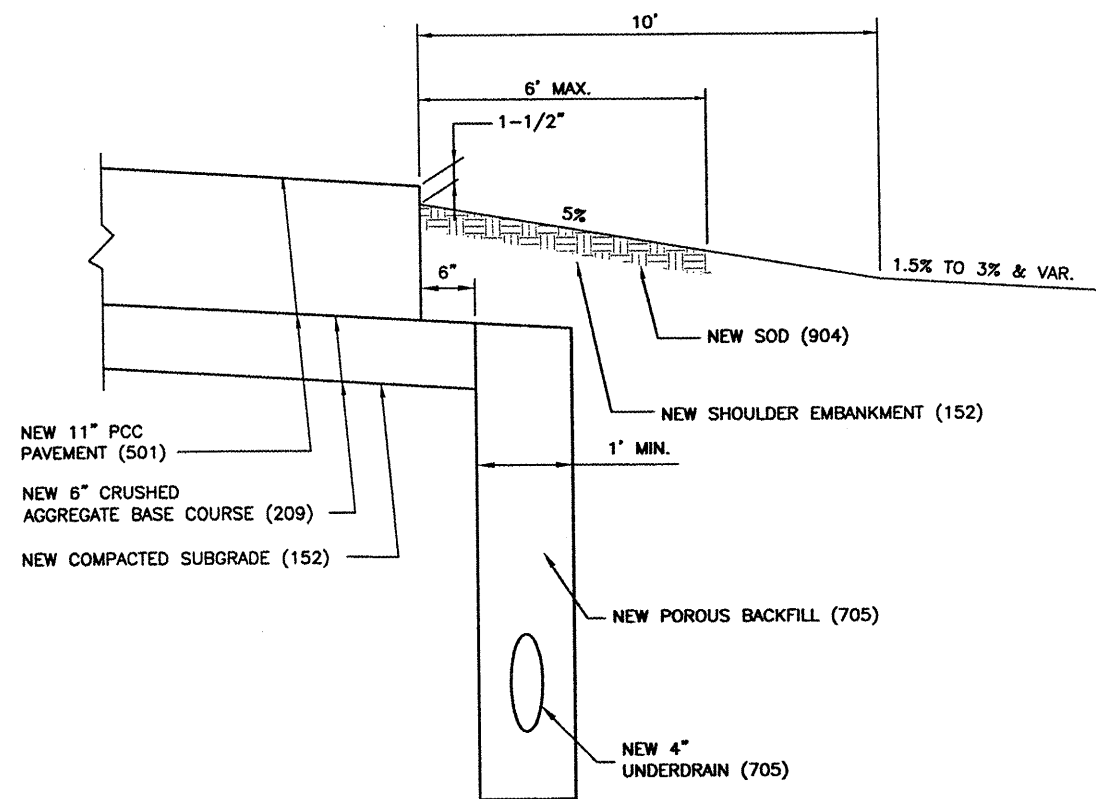 10'
6' MAX.
1-1/2"
5%
1.5% TO 3% & VAR.
6"
NEW SOD (904)
NEW SHOULDER EMBANKMENT (152)
NEW 11" PCC
PAVEMENT (501)
1' MIN.
NEW 6" CRUSHED
AGGREGATE BASE COURSE (209)
NEW COMPACTED SUBGRADE (152)
NEW POROUS BACKFILL (705)
NEW 4"
UNDERDRAIN (705)